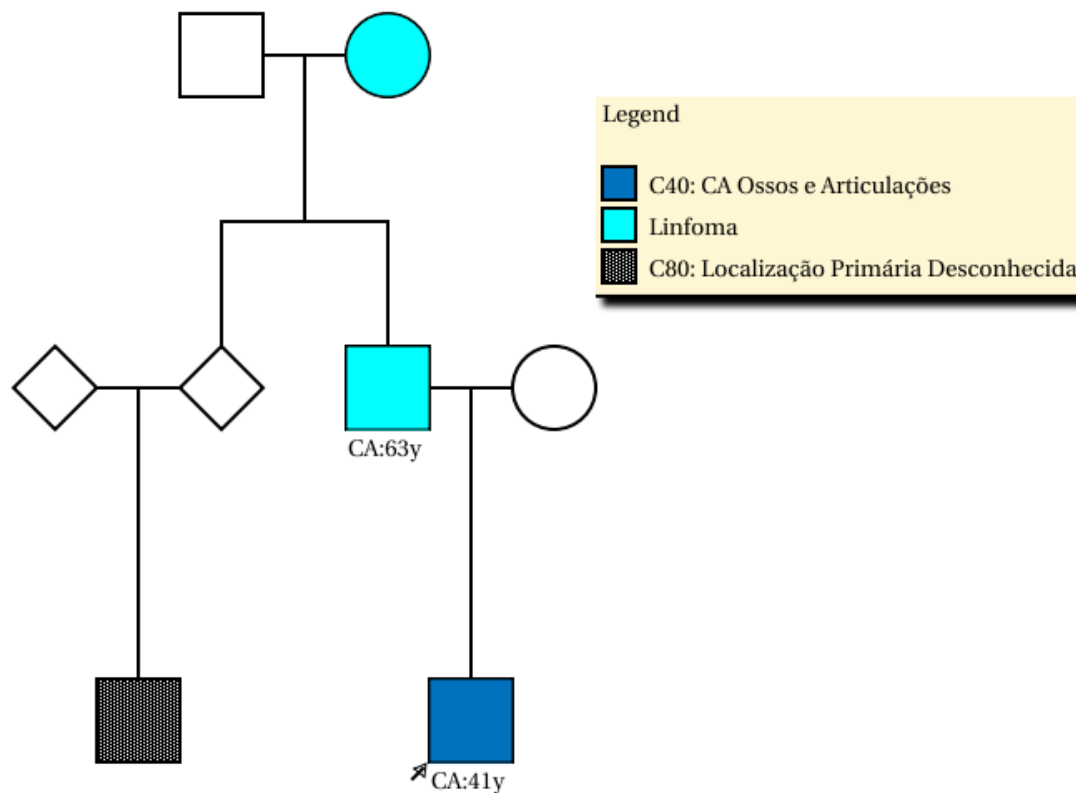 Legend
C40: CA Ossos e Articulações
Linfoma
C80: Localização Primária Desconhecida
CA:63y
CA:41y